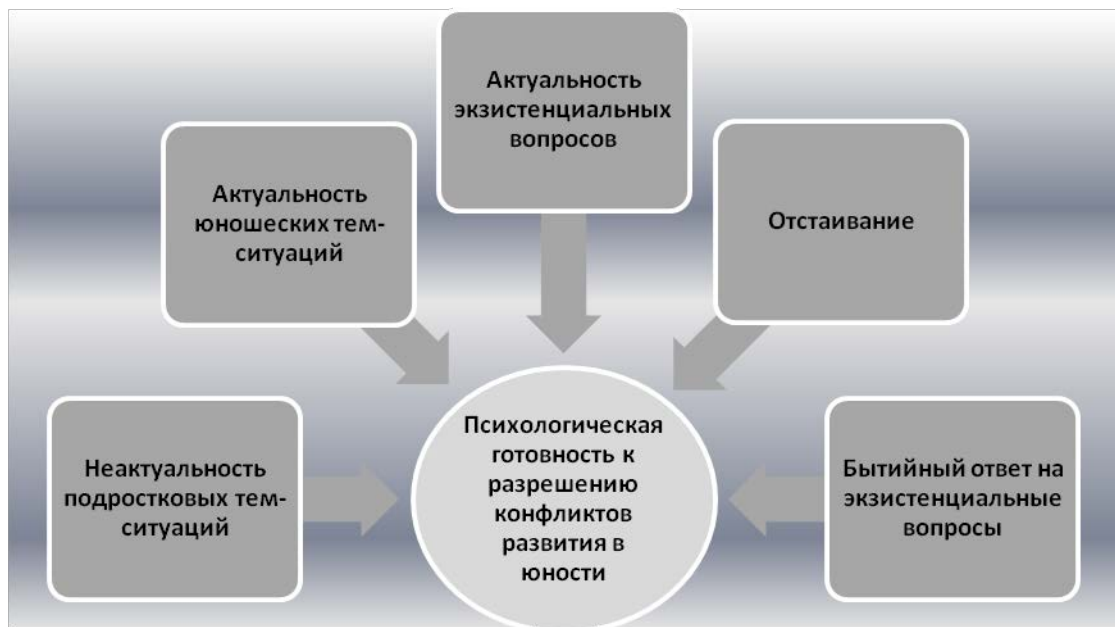 Актуальность
экзистенциальных
вопросов
Актуальность
юношеских тем-
ситуаций
Отстаивание
Неактуальность
подростковых тем-
ситуаций
Психологическая
готовность к
разрешению
конфликтов
развития в
юности
Бытийный ответ на
экзистенциальные
вопросы